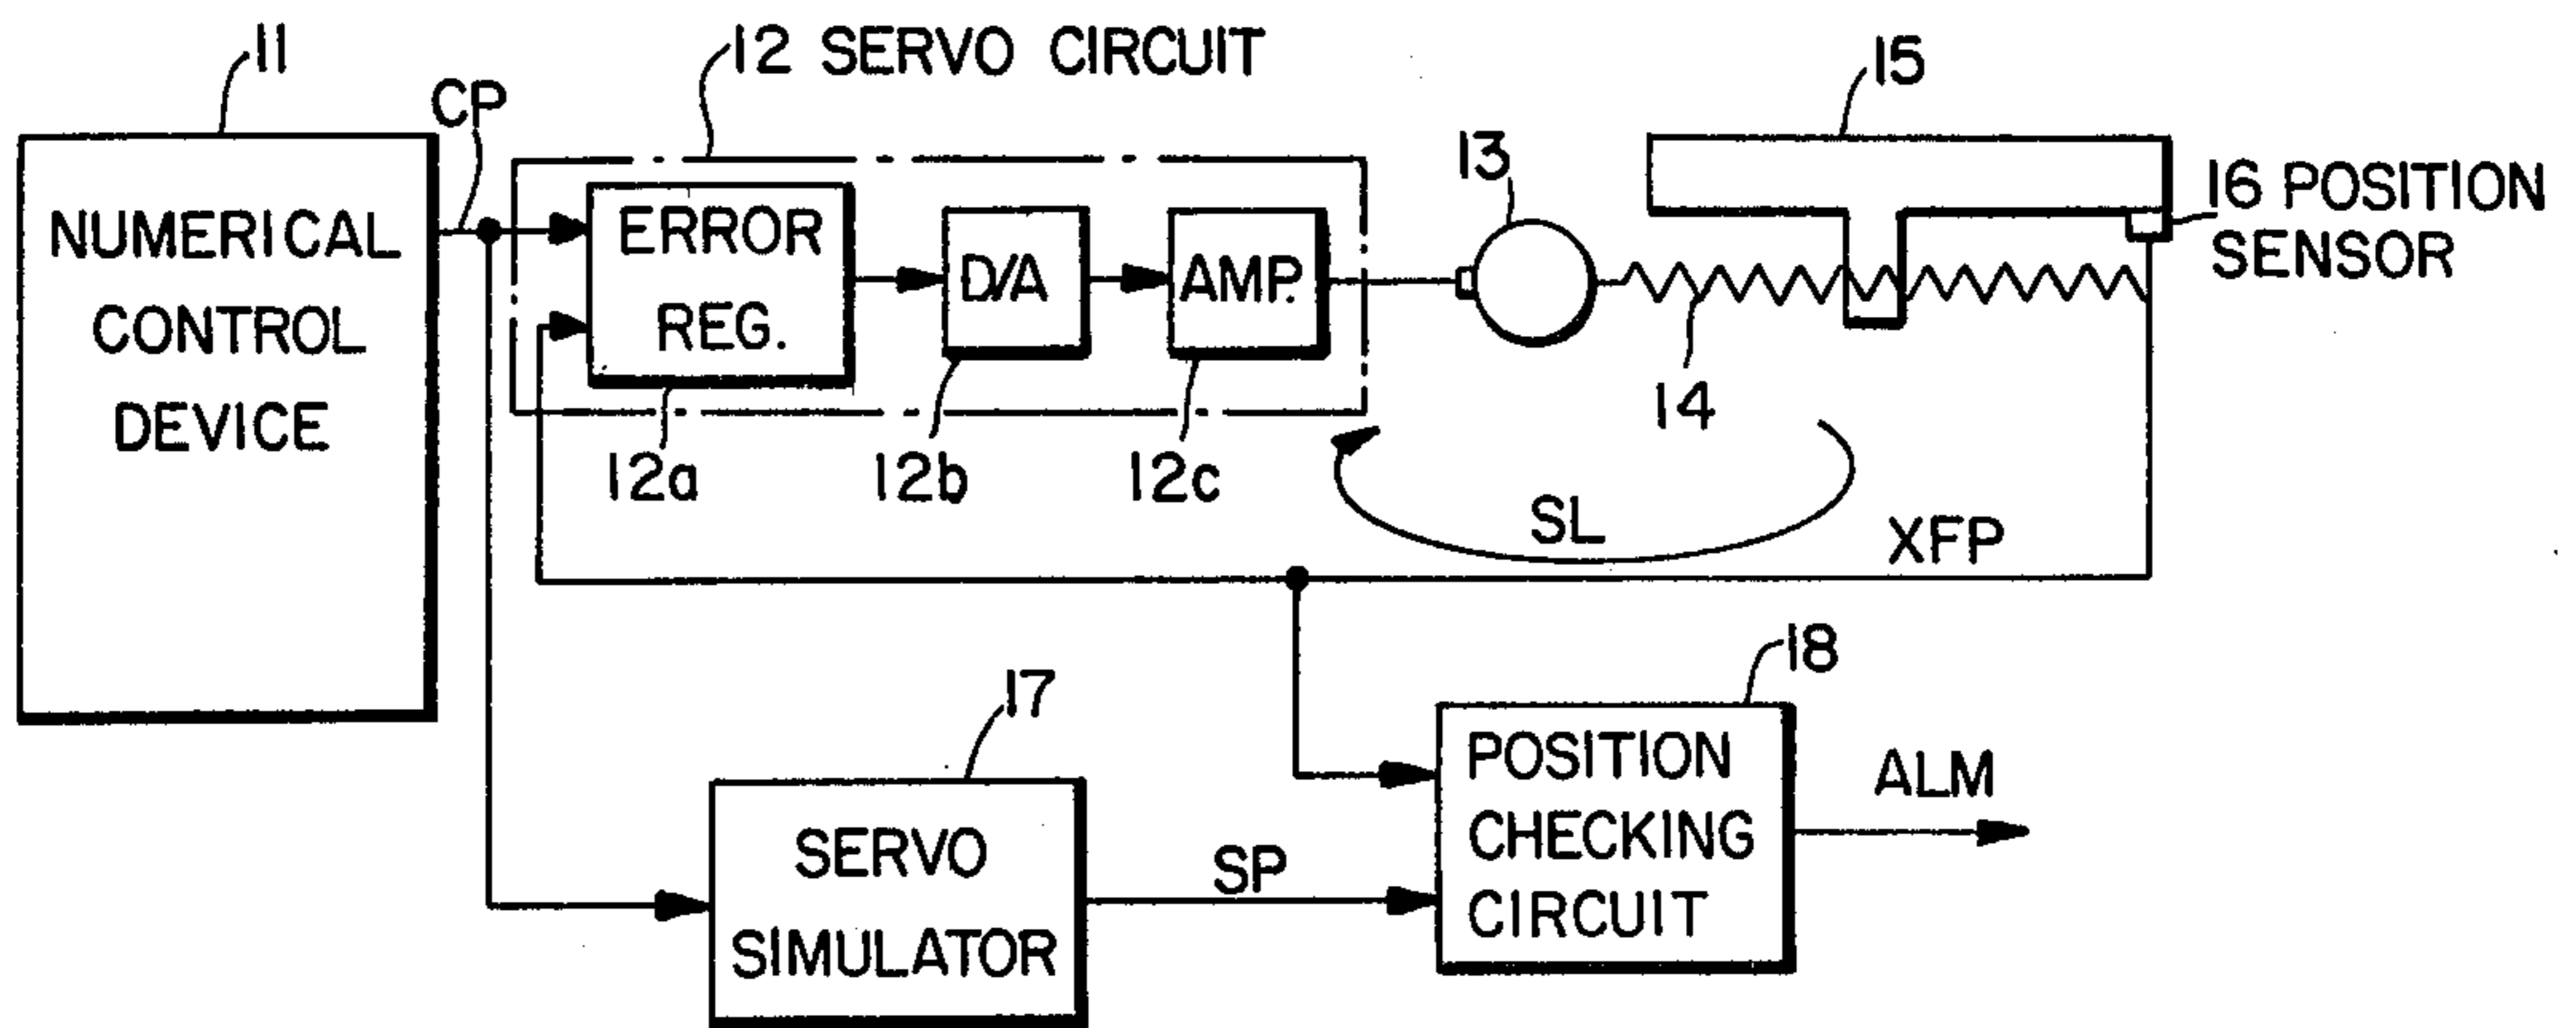 11
CP
12 SERVO CIRCUIT
15
NUMERICAL
CONTROL
DEVICE
ERROR
REG.
D/A
AMP.
13
16 POSITION
SENSOR
14
12a
12b
12c
SL
XFP
17
18
SERVO
SIMULATOR
SP
POSITION
CHECKING
CIRCUIT
ALM